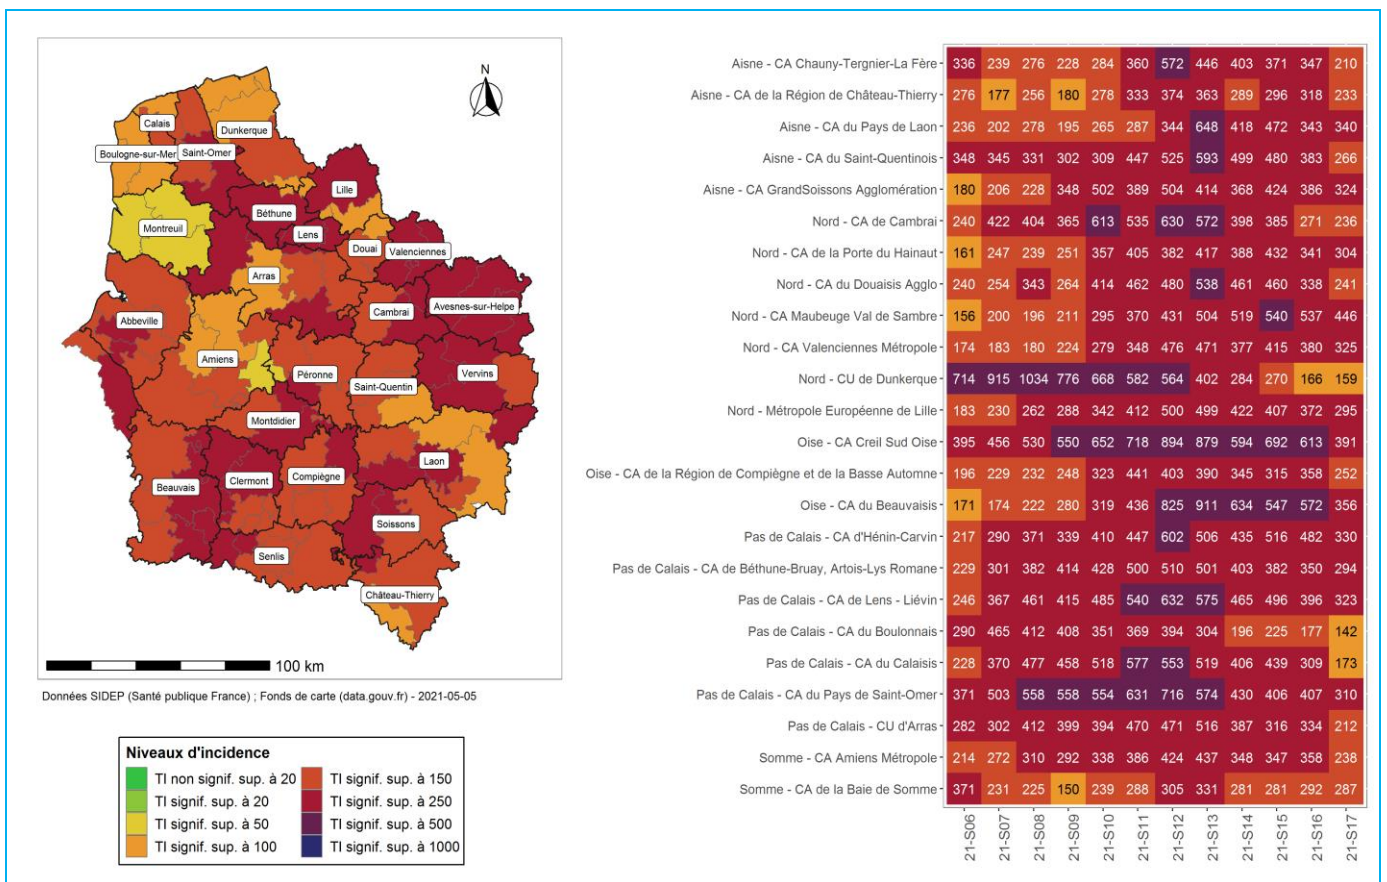 N
Calais
Dunkerque
Boulogne-sur-Mer
Saint-Omer
Lille
Béthune
Montreuil
Lens
Douai
Valenciennes
Arras
Avesnes-sur-Helpe
Cambrai
Abbeville
Amiens
Péronne
Vervins
Saint-Quentin
Montdidier
Laon
Clermont
Compiègne
Beauvais
Soissons
Senlis
Château-Thierry
100 km
Données SIDEP (Santé publique France) ; Fonds de carte (data.gouv.fr) - 2021-05-05
Niveaux d'incidence
TI non signif. sup. à 20 TI signif. sup. à 150
TI signif. sup. à 20 TI signif. sup. à 250
TI signif. sup. à 50 TI signif. sup. à 500
TI signif. sup. à 100 TI signif. sup. à 1000
Aisne - CA Chauny-Tergnier-La Fère 336 239 276 228 284 360 572 446 403 371 347 210
Aisne - CA de la Région de Château-Thierry 276 177 256 180 278 333 374 363 289 296 318 233
Aisne - CA du Pays de Laon 236 202 278 195 265 287 344 648 418 472 343 340
Aisne - CA du Saint-Quentinois 348 345 331 302 309 447 525 593 499 480 383 266
Aisne - CA GrandSoissons Agglomération 180 206 228 348 502 389 504 414 368 424 386 324
Nord - CA de Cambrai 240 422 404 365 613 535 630 572 398 385 271 236
Nord - CA de la Porte du Hainaut 161 247 239 251 357 405 382 417 388 432 341 304
Nord - CA du Douaisis Agglo 240 254 343 264 414 462 480 538 461 460 338 241
Nord - CA Maubeuge Val de Sambre 156 200 196 211 295 370 431 504 519 540 537 446
Nord - CA Valenciennes Métropole 174 183 180 224 279 348 476 471 377 415 380 325
Nord - CU de Dunkerque 714 915 1034 776 668 582 564 402 284 270 166 159
Nord - Métropole Européenne de Lille 183 230 262 288 342 412 500 499 422 407 372 295
Oise - CA Creil Sud Oise 395 456 530 550 652 718 894 879 594 692 613 391
Oise - CA de la Région de Compiègne et de la Basse Automne 196 229 232 248 323 441 403 390 345 315 358 252
Oise - CA du Beauvaisis 171 174 222 280 319 436 825 911 634 547 572 356
Pas de Calais - CA d'Hénin-Carvin 217 290 371 339 410 447 602 506 435 516 482 330
Pas de Calais - CA de Béthune-Bruay, Artois-Lys Romane 229 301 382 414 428 500 510 501 403 382 350 294
Pas de Calais - CA de Lens - Liévin 246 367 461 415 485 540 632 575 465 496 396 323
Pas de Calais - CA du Boulonnais 290 465 412 408 351 369 394 304 196 225 177 142
Pas de Calais - CA du Calaisis 228 370 477 458 518 577 553 519 406 439 309 173
Pas de Calais - CA du Pays de Saint-Omer 371 503 558 558 554 631 716 574 430 406 407 310
Pas de Calais - CU d'Arras 282 302 412 399 394 470 471 516 387 316 334 212
Somme - CA Amiens Métropole 214 272 310 292 338 386 424 437 348 347 358 238
Somme - CA de la Baie de Somme 371 231 225 150 239 288 305 331 281 281 292 287
21-S06 21-S07 21-S08 21-S09 21-S10 21-S11 21-S12 21-S13 21-S14 21-S15 21-S16 21-S17